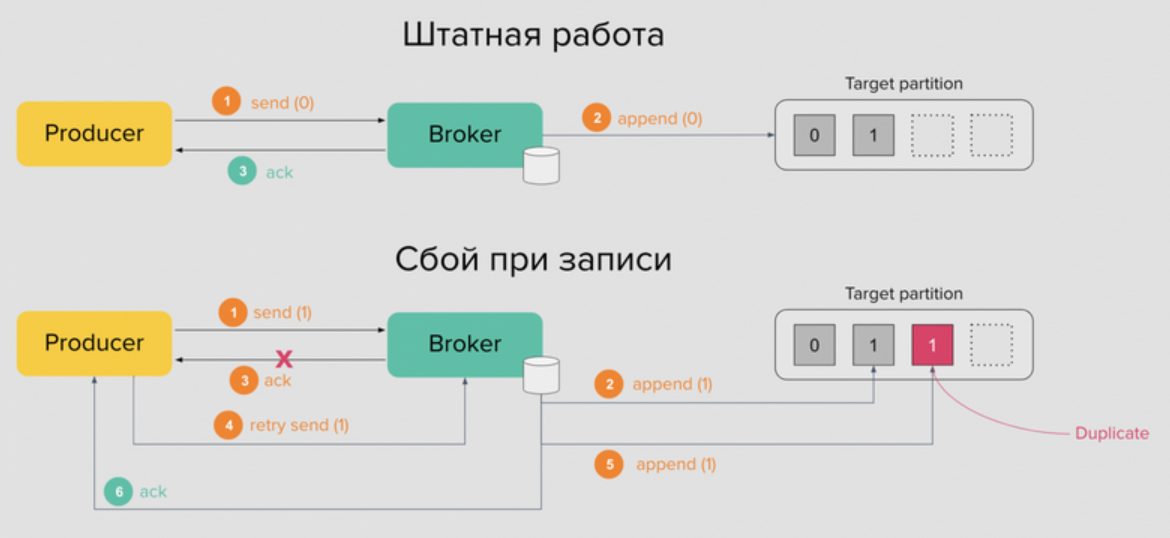 Штатная работа
Target partition
Producer
1 send (0)
Broker
2 append (0)
0 1
3 ack
Сбой при записи
Target partition
Producer
1 send (1)
Broker
0 1 1
X
3 ack
2 append (1)
4 retry send (1)
Duplicate
5 append (1)
6 ack